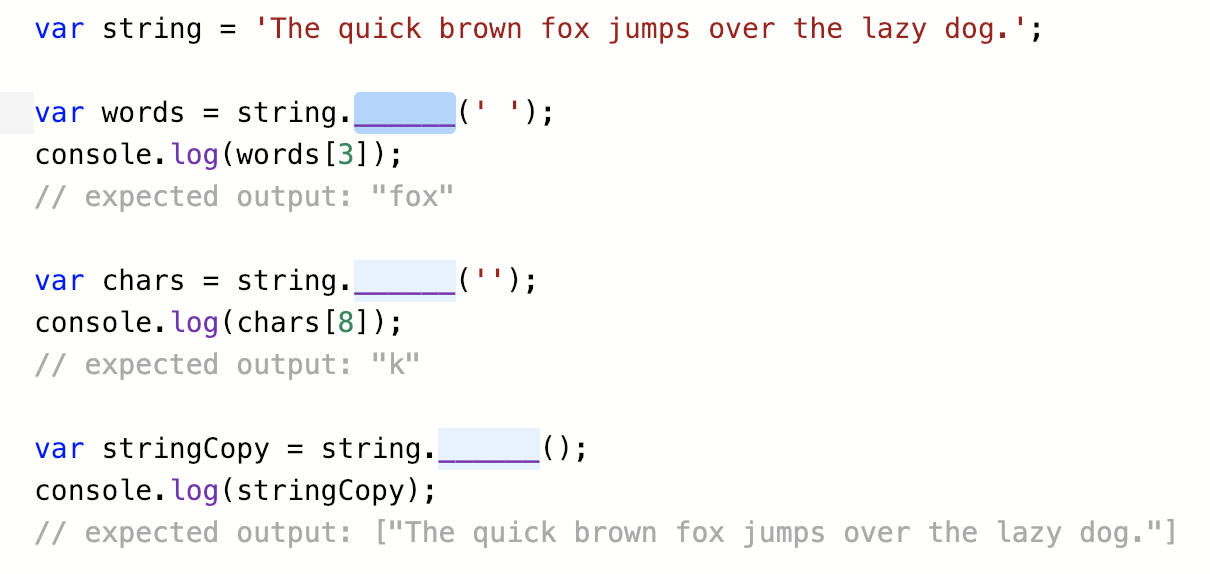 var string = 'The quick brown fox jumps over the lazy dog.';
var words = string.______(' ');
console.log(words[3]);
// expected output: "fox"
var chars = string.______('');
console.log(chars[8]);
// expected output: "k"
var stringCopy = string.______();
console.log(stringCopy);
// expected output: ["The quick brown fox jumps over the lazy dog."]